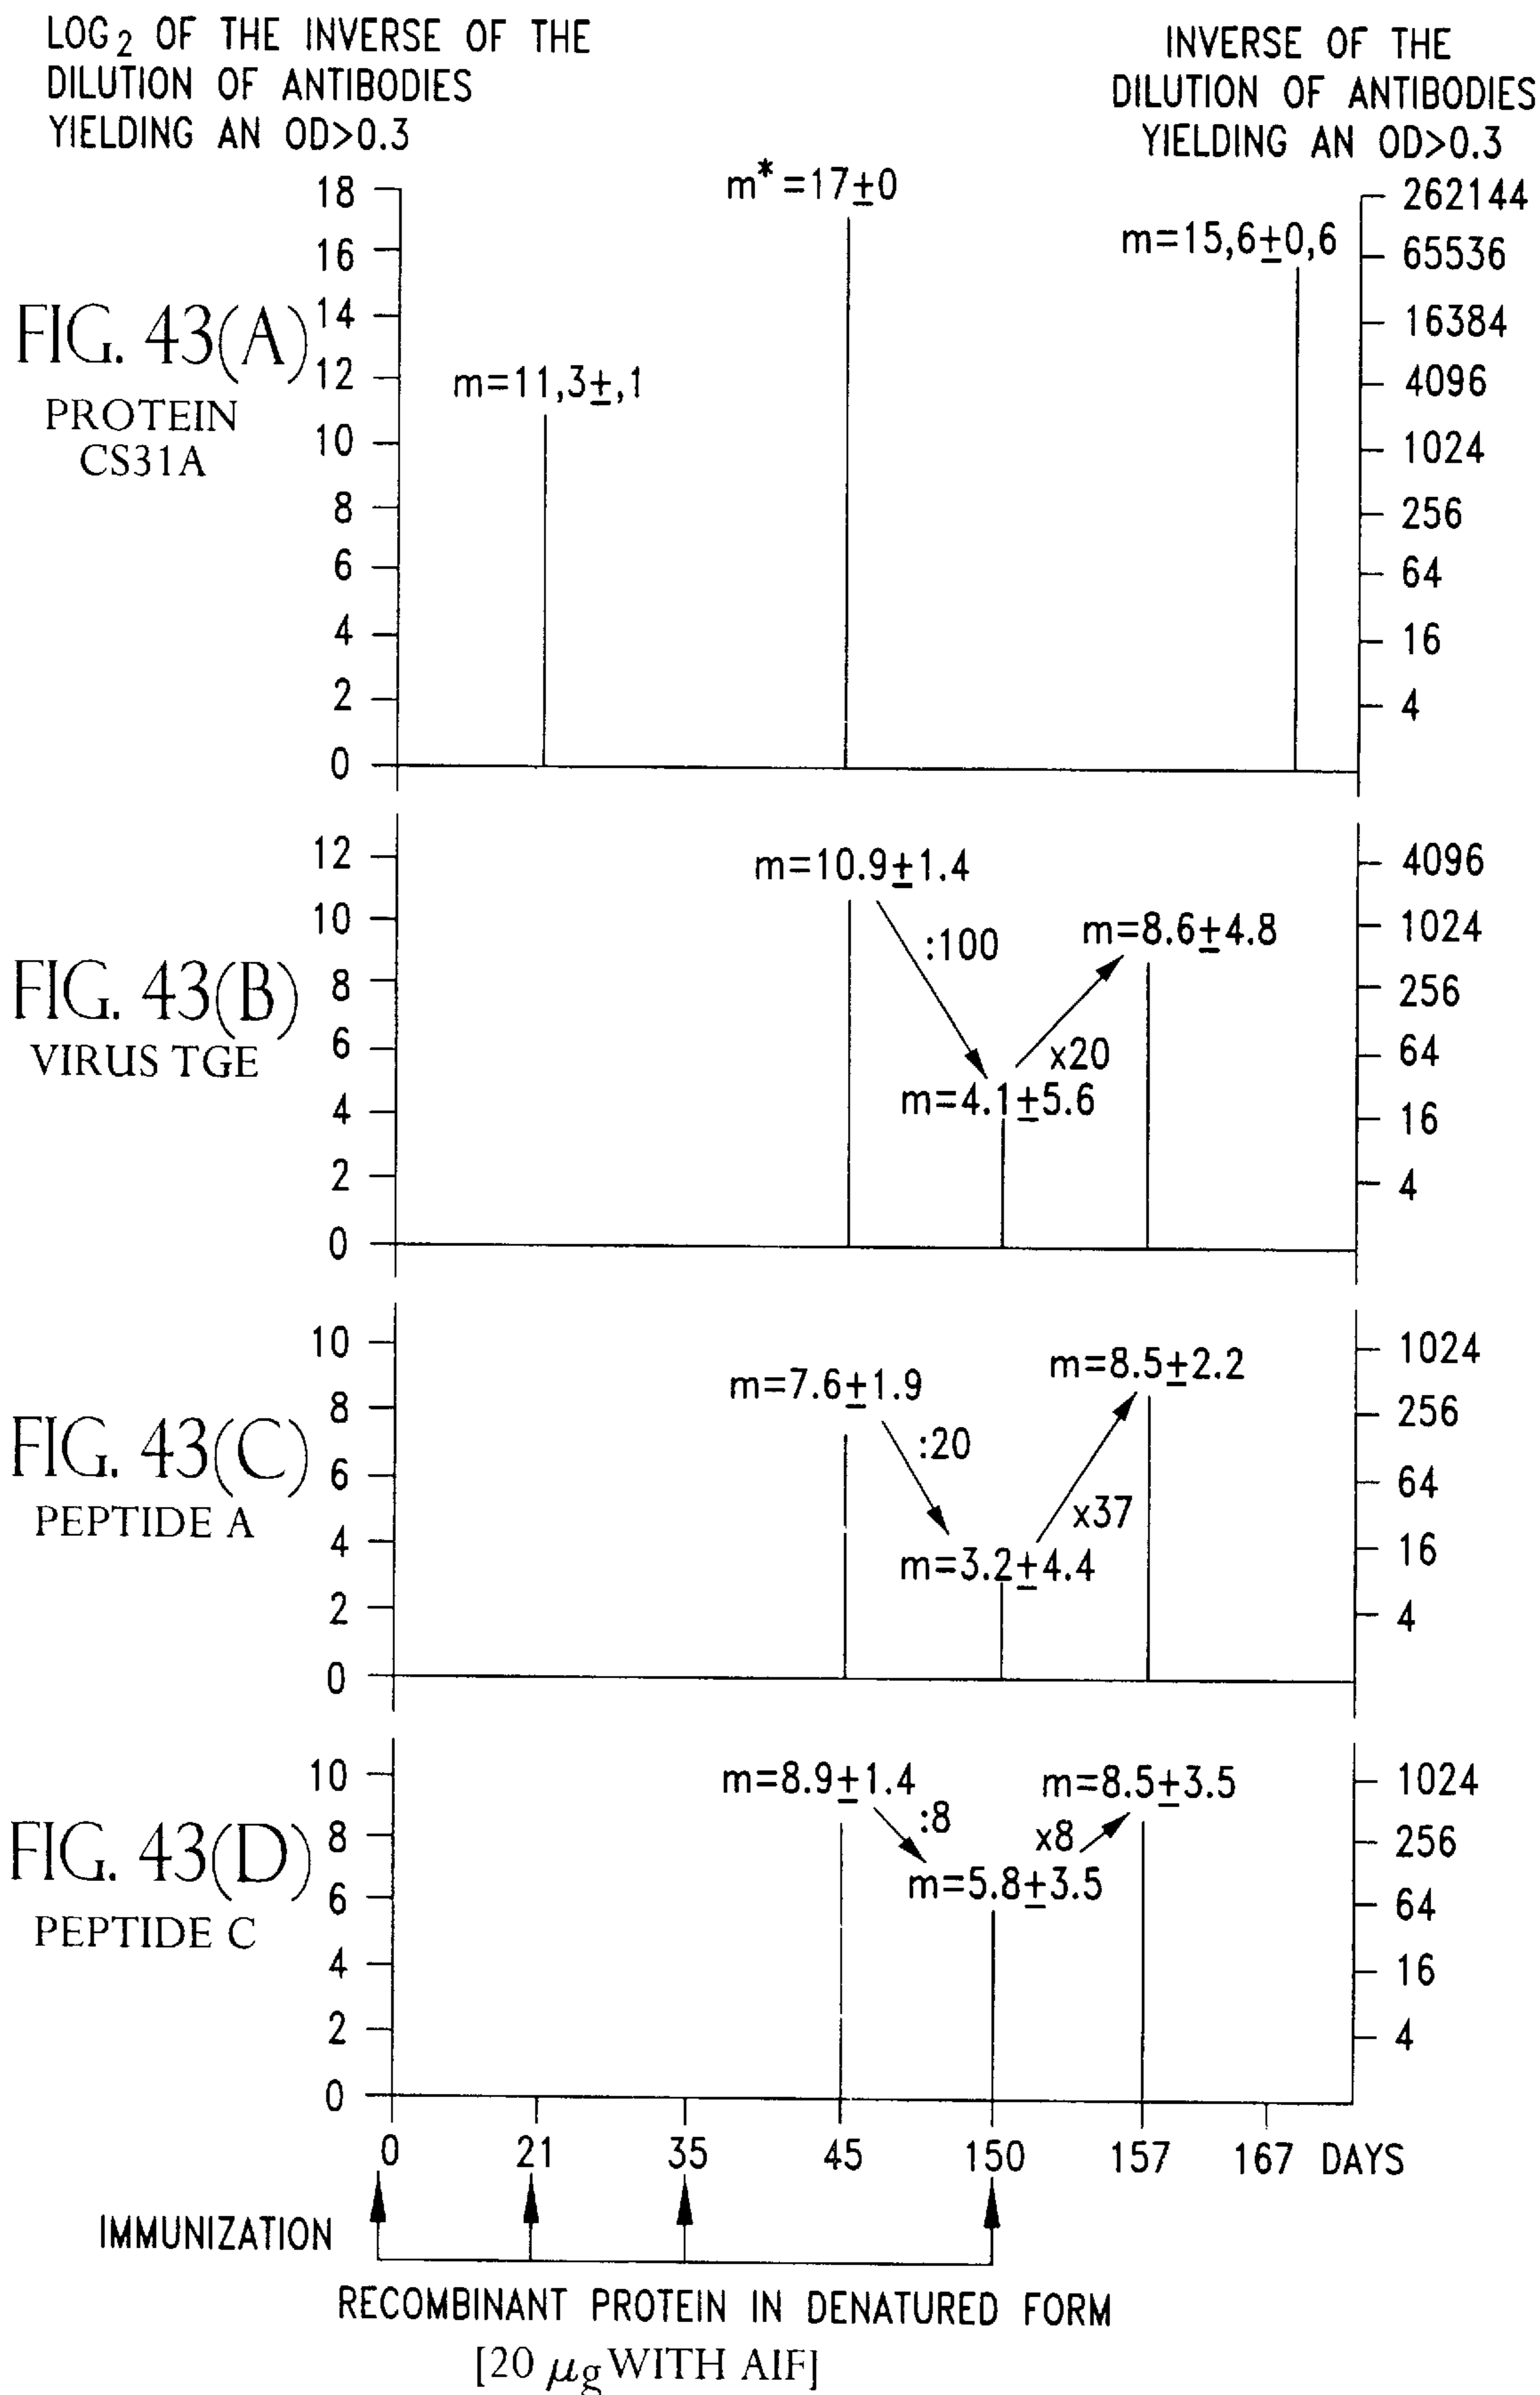 LOG2 OF THE INVERSE OF THE
DILUTION OF ANTIBODIES
YIELDING AN OD>0.3
INVERSE OF THE
DILUTION OF ANTIBODIES
YIELDING AN OD>0.3
FIG. 43(A)
PROTEIN
CS31A
18
16
14
12
10
8
6
4
2
0
m=11,3±,1
m*=17±0
m=15,6±0,6
262144
65536
16384
4096
1024
256
64
16
4
FIG. 43(B)
VIRUS TGE
12
10
8
6
4
2
0
m=10.9±1.4
:100
m=4.1±5.6
x20
m=8.6±4.8
4096
1024
256
64
16
4
FIG. 43(C)
PEPTIDE A
10
8
6
4
2
0
m=7.6±1.9
:20
m=3.2±4.4
x37
m=8.5±2.2
1024
256
64
16
4
FIG. 43(D)
PEPTIDE C
10
8
6
4
2
0
m=8.9±1.4
:8
m=5.8±3.5
x8
m=8.5±3.5
1024
256
64
16
4
0 21 35 45 150 157 167 DAYS
IMMUNIZATION
RECOMBINANT PROTEIN IN DENATURED FORM
[20 μg WITH AIF]